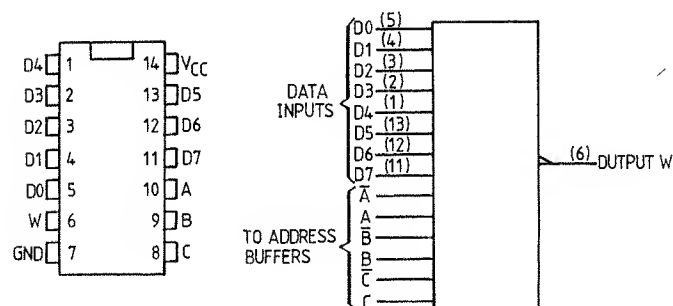 D4 1 14 VCC
D3 2 13 D5
D2 3 12 D6
D1 4 11 D7
D0 5 10 A
W 6 9 B
GND 7 8 C
DATA
INPUTS
D0 (5)
D1 (4)
D2 (3)
D3 (2)
D4 (1)
D5 (13)
D6 (12)
D7 (11)
TO ADDRESS
BUFFERS
A̅
A
B̅
B
C̅
C
(6) OUTPUT W